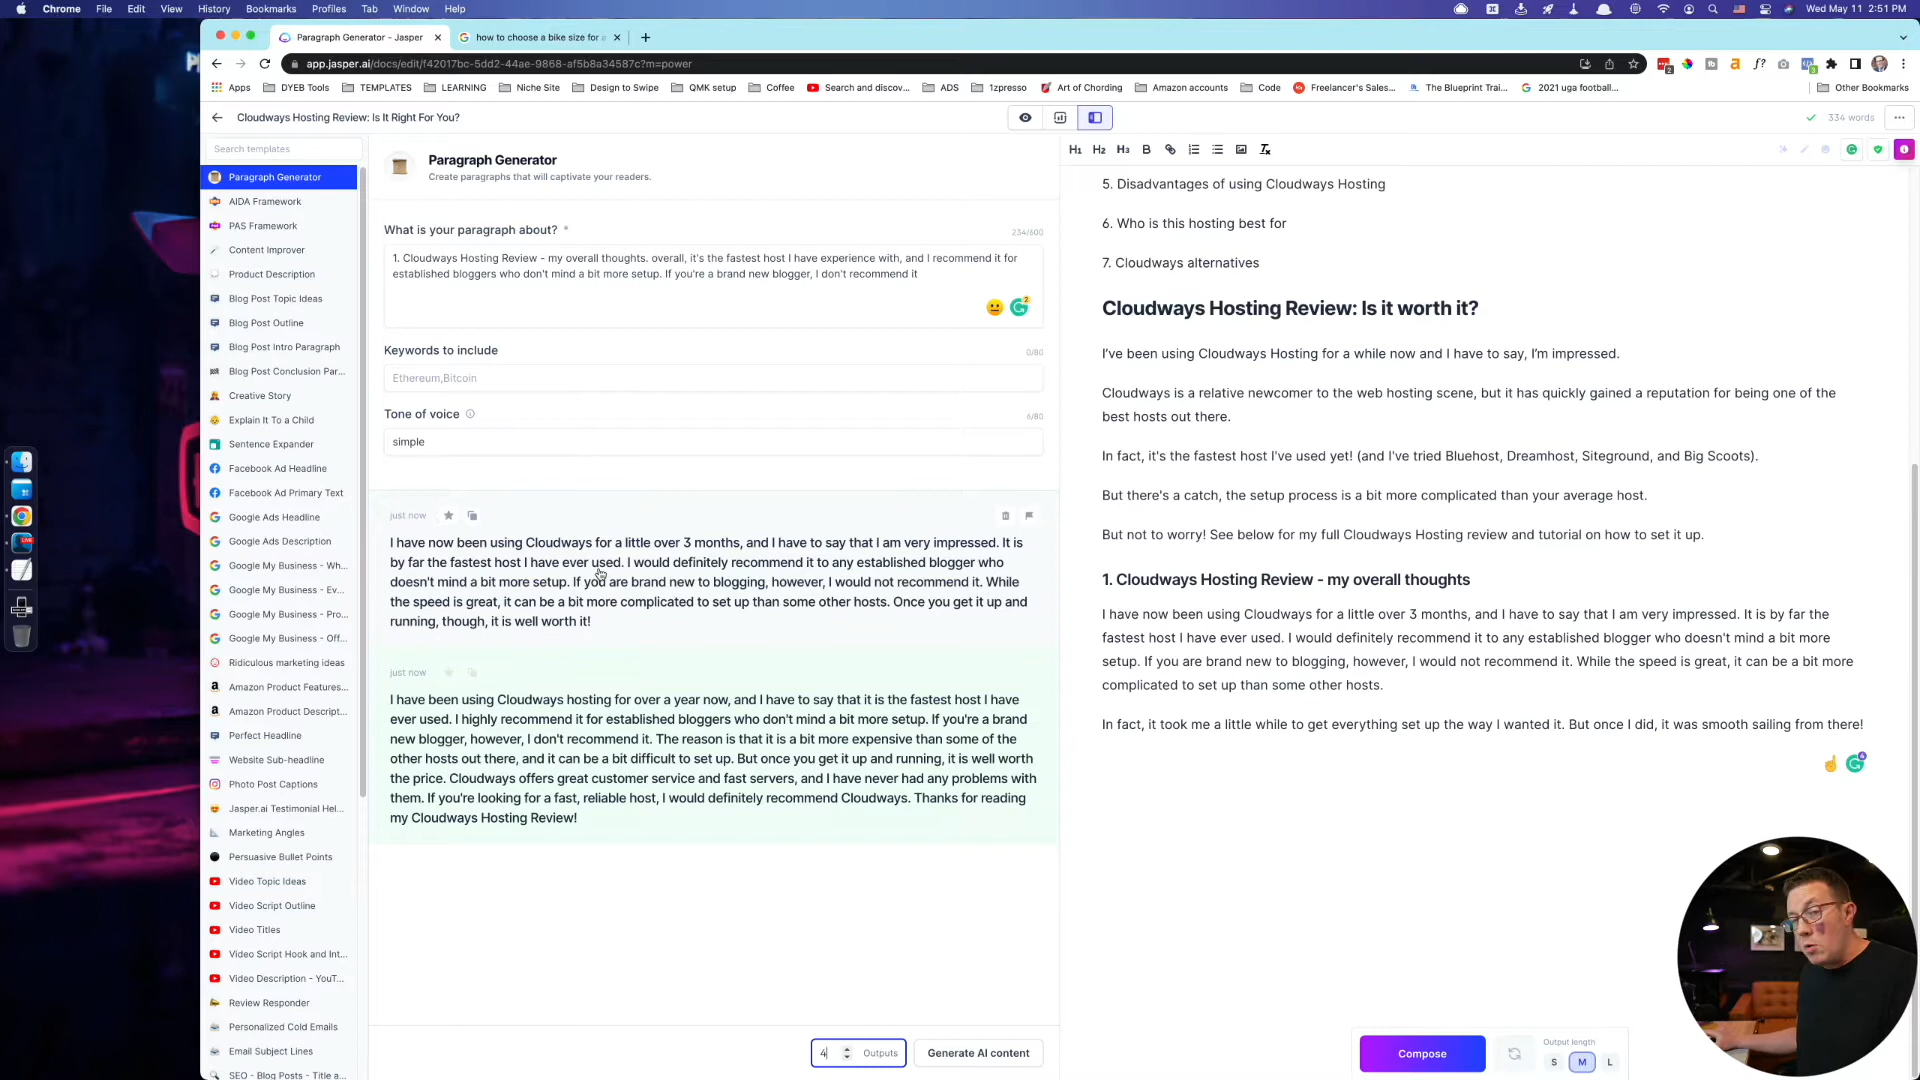 Chrome File Edit View History Bookmarks Profiles Tab Window Help
Wed May 11 2:51 PM
Paragraph Generator - Jasper
how to choose a bike size for a
app.jasper.ai/docs/edit/f42017bc-5dd2-44ae-9868-af5b8a34587c?m=power
Apps DYEB Tools TEMPLATES LEARNING Niche Site Design to Swipe QMK setup Coffee Search and discov... ADS 1zpresso Art of Chording Amazon accounts Code Freelancer's Sales... The Blueprint Trai... 2021 uga football... Other Bookmarks
Cloudways Hosting Review: Is It Right For You?
334 words
Search templates
Paragraph Generator
AIDA Framework
PAS Framework
Content Improver
Product Description
Blog Post Topic Ideas
Blog Post Outline
Blog Post Intro Paragraph
Blog Post Conclusion Par...
Creative Story
Explain It To a Child
Sentence Expander
Facebook Ad Headline
Facebook Ad Primary Text
Google Ads Headline
Google Ads Description
Google My Business - Wh...
Google My Business - Ev...
Google My Business - Pro...
Google My Business - Off...
Ridiculous marketing ideas
Amazon Product Features...
Amazon Product Descript...
Perfect Headline
Website Sub-headline
Photo Post Captions
Jasper.ai Testimonial Hel...
Marketing Angles
Persuasive Bullet Points
Video Topic Ideas
Video Script Outline
Video Titles
Video Script Hook and Int...
Video Description - YouT...
Review Responder
Personalized Cold Emails
Email Subject Lines
SEO - Blog Posts - Title a...
Paragraph Generator
Create paragraphs that will captivate your readers.
What is your paragraph about? *
234/600
1. Cloudways Hosting Review - my overall thoughts. overall, it's the fastest host I have experience with, and I recommend it for
established bloggers who don't mind a bit more setup. If you're a brand new blogger, I don't recommend it
2
Keywords to include
0/80
Ethereum,Bitcoin
Tone of voice
6/80
simple
just now
I have now been using Cloudways for a little over 3 months, and I have to say that I am very impressed. It is
by far the fastest host I have ever used. I would definitely recommend it to any established blogger who
doesn't mind a bit more setup. If you are brand new to blogging, however, I would not recommend it. While
the speed is great, it can be a bit more complicated to set up than some other hosts. Once you get it up and
running, though, it is well worth it!
just now
I have been using Cloudways hosting for over a year now, and I have to say that it is the fastest host I have
ever used. I highly recommend it for established bloggers who don't mind a bit more setup. If you're a brand
new blogger, however, I don't recommend it. The reason is that it is a bit more expensive than some of the
other hosts out there, and it can be a bit difficult to set up. But once you get it up and running, it is well worth
the price. Cloudways offers great customer service and fast servers, and I have never had any problems with
them. If you're looking for a fast, reliable host, I would definitely recommend Cloudways. Thanks for reading
my Cloudways Hosting Review!
4 Outputs
Generate AI content
H1 H2 H3 B
5. Disadvantages of using Cloudways Hosting
6. Who is this hosting best for
7. Cloudways alternatives
Cloudways Hosting Review: Is it worth it?
I've been using Cloudways Hosting for a while now and I have to say, I'm impressed.
Cloudways is a relative newcomer to the web hosting scene, but it has quickly gained a reputation for being one of the
best hosts out there.
In fact, it's the fastest host I've used yet! (and I've tried Bluehost, Dreamhost, Siteground, and Big Scoots).
But there's a catch, the setup process is a bit more complicated than your average host.
But not to worry! See below for my full Cloudways Hosting review and tutorial on how to set it up.
1. Cloudways Hosting Review - my overall thoughts
I have now been using Cloudways for a little over 3 months, and I have to say that I am very impressed. It is by far the
fastest host I have ever used. I would definitely recommend it to any established blogger who doesn't mind a bit more
setup. If you are brand new to blogging, however, I would not recommend it. While the speed is great, it can be a bit more
complicated to set up than some other hosts.
In fact, it took me a little while to get everything set up the way I wanted it. But once I did, it was smooth sailing from there!
Compose
Output length
S M L